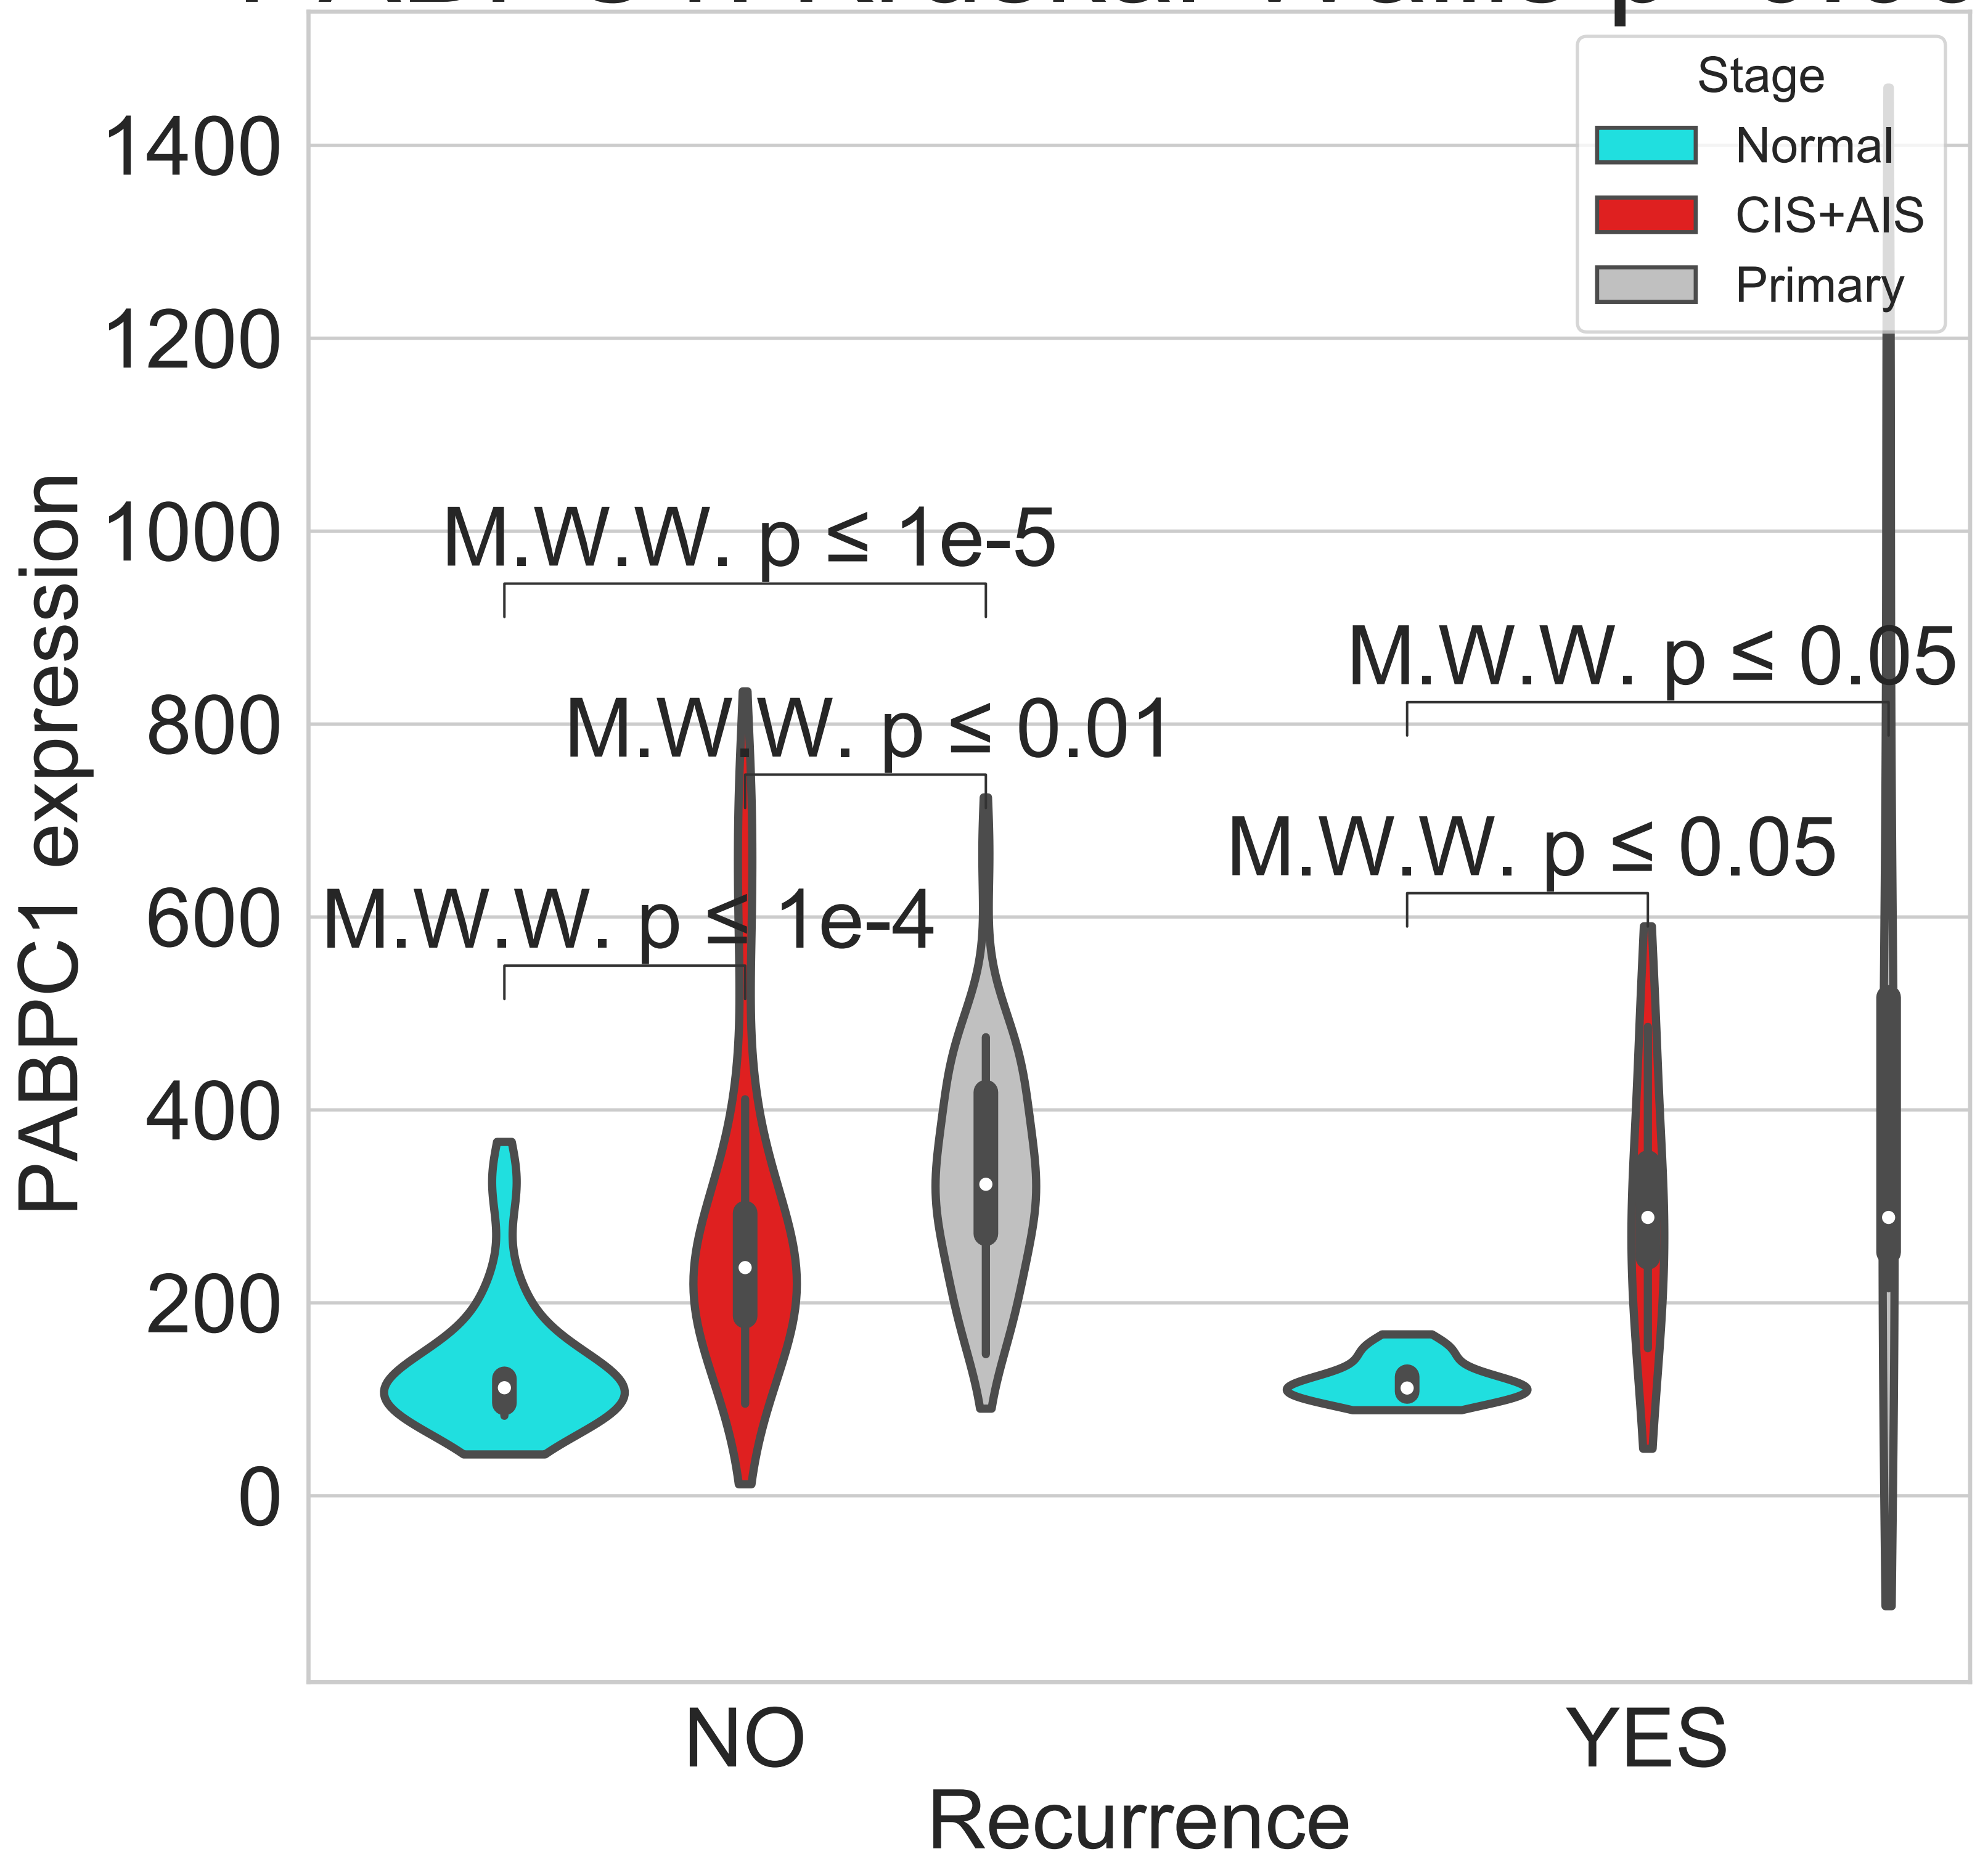 Stage
Normal
CIS+AIS
Primary
1400
1200
1000
800
600
400
200
0
PABPC1 expression
M.W.W. p ≤ 1e-5
M.W.W. p ≤ 0.05
M.W.W. p ≤ 0.01
M.W.W. p ≤ 0.05
M.W.W. p ≤ 1e-4
NO
YES
Recurrence